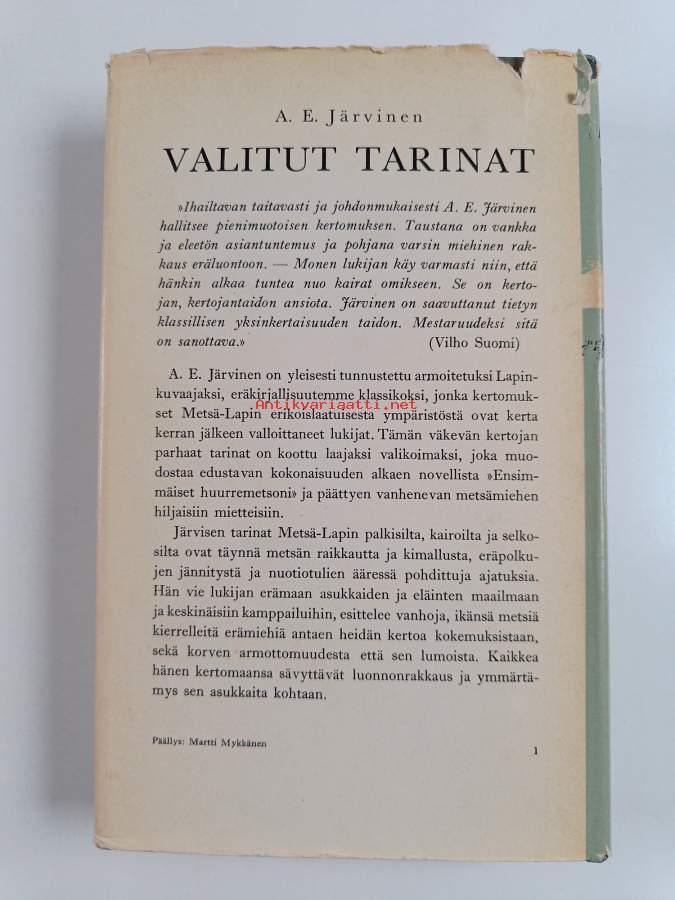 A. E. Järvinen
VALITUT TARINAT
»Ihailtavan taitavasti ja johdonmukaisesti A. E. Järvinen
hallitsee pienimuotoisen kertomuksen. Taustana on vankka
ja eleetön asiantuntemus ja pohjana varsin miehinen rak-
kaus eräluontoon. — Monen lukijan käy varmasti niin, että
hänkin alkaa tuntea nuo kairat omikseen. Se on kerto-
jan, kertojantaidon ansiota. Järvinen on saavuttanut tietyn
klassillisen yksinkertaisuuden taidon. Mestaruudeksi sitä
on sanottava.» (Vilho Suomi)
A. E. Järvinen on yleisesti tunnustettu armoitetuksi Lapin-
kuvaajaksi, eräkirjallisuutemme klassikoksi, jonka kertomuk-
Antikvariaatti.net
set Metsä-Lapin erikoislaatuisesta ympäristöstä ovat kerta
kerran jälkeen valloittaneet lukijat. Tämän väkevän kertojan
parhaat tarinat on koottu laajaksi valikoimaksi, joka muo-
dostaa edustavan kokonaisuuden alkaen novellista »Ensim-
mäiset huurremetsoni» ja päättyen vanhenevan metsämiehen
hiljaisiin mietteisiin.
Järvisen tarinat Metsä-Lapin palkisilta, kairoilta ja selko-
silta ovat täynnä metsän raikkautta ja kimallusta, eräpolku-
jen jännitystä ja nuotiotulien ääressä pohdittuja ajatuksia.
Hän vie lukijan erämaan asukkaiden ja eläinten maailmaan
ja keskinäisiin kamppailuihin, esittelee vanhoja, ikänsä metsiä
kierrelleitä erämiehiä antaen heidän kertoa kokemuksistaan,
sekä korven armottomuudesta että sen lumoista. Kaikkea
hänen kertomaansa sävyttävät luonnonrakkaus ja ymmärtä-
mys sen asukkaita kohtaan.
Päällys: Martti Mykkänen
1